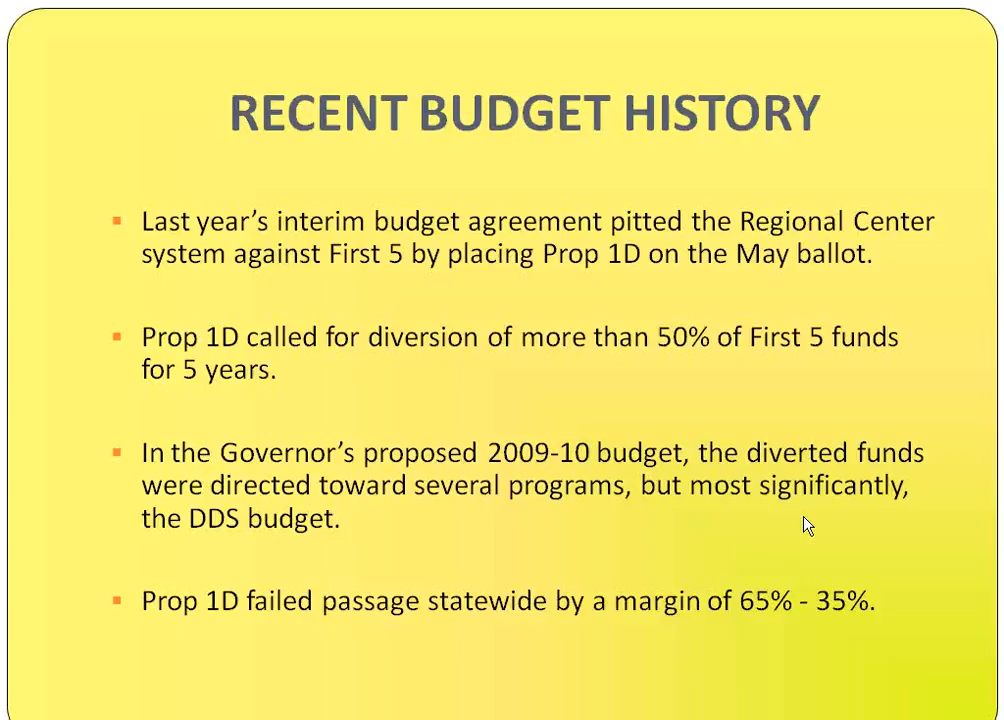 RECENT BUDGET HISTORY
Last year’s interim budget agreement pitted the Regional Center
system against First 5 by placing Prop 1D on the May ballot.
Prop 1D called for diversion of more than 50% of First 5 funds
for 5 years.
In the Governor’s proposed 2009-10 budget, the diverted funds
were directed toward several programs, but most significantly,
the DDS budget.
Prop 1D failed passage statewide by a margin of 65% - 35%.